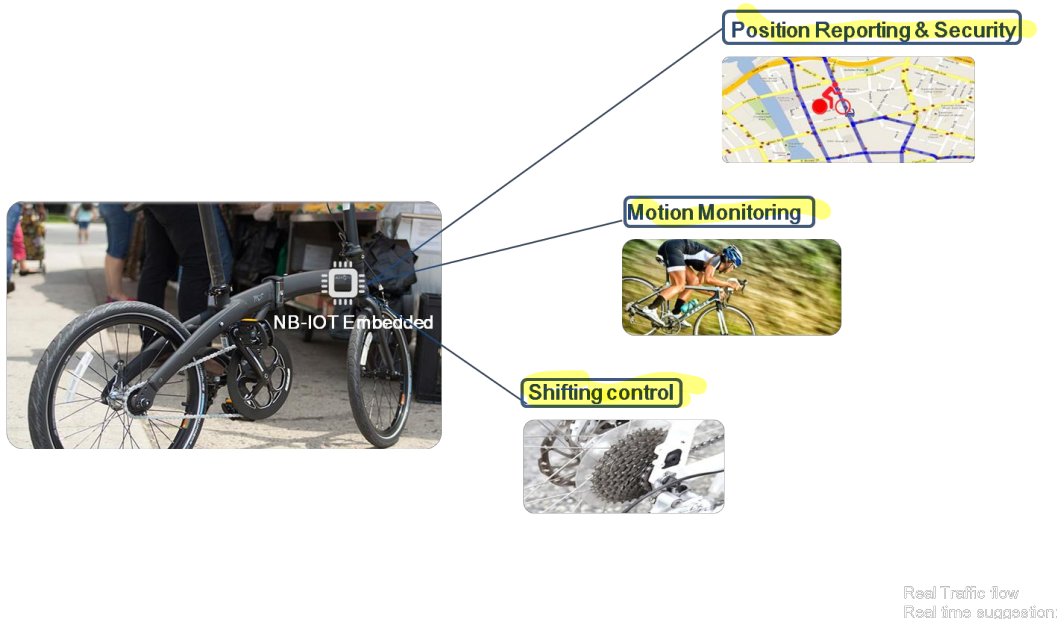 Position Reporting & Security
Motion Monitoring
NB-IOT Embedded
Shifting control
Real Traffic flow
Real time suggestion: